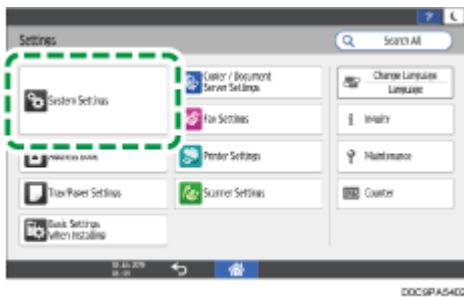 ?
Settings
Search All
System Settings
Copier / Document
Server Settings
Change Language
Language
Fax Settings
Inquiry
Address Book
Printer Settings
Maintenance
Tray/Paper Settings
Scanner Settings
Counter
Basic Settings
when Installing
D0C9PA5402